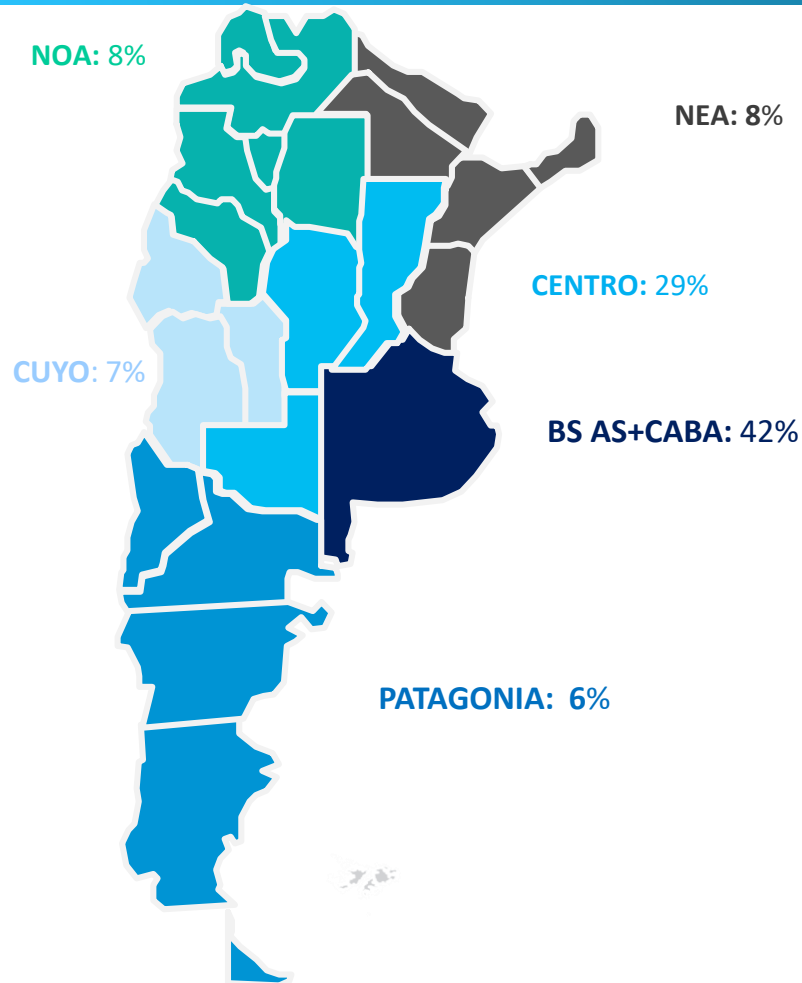 NOA: 8%
NEA: 8%
CENTRO: 29%
CUYO: 7%
BS AS+CABA: 42%
PATAGONIA: 6%